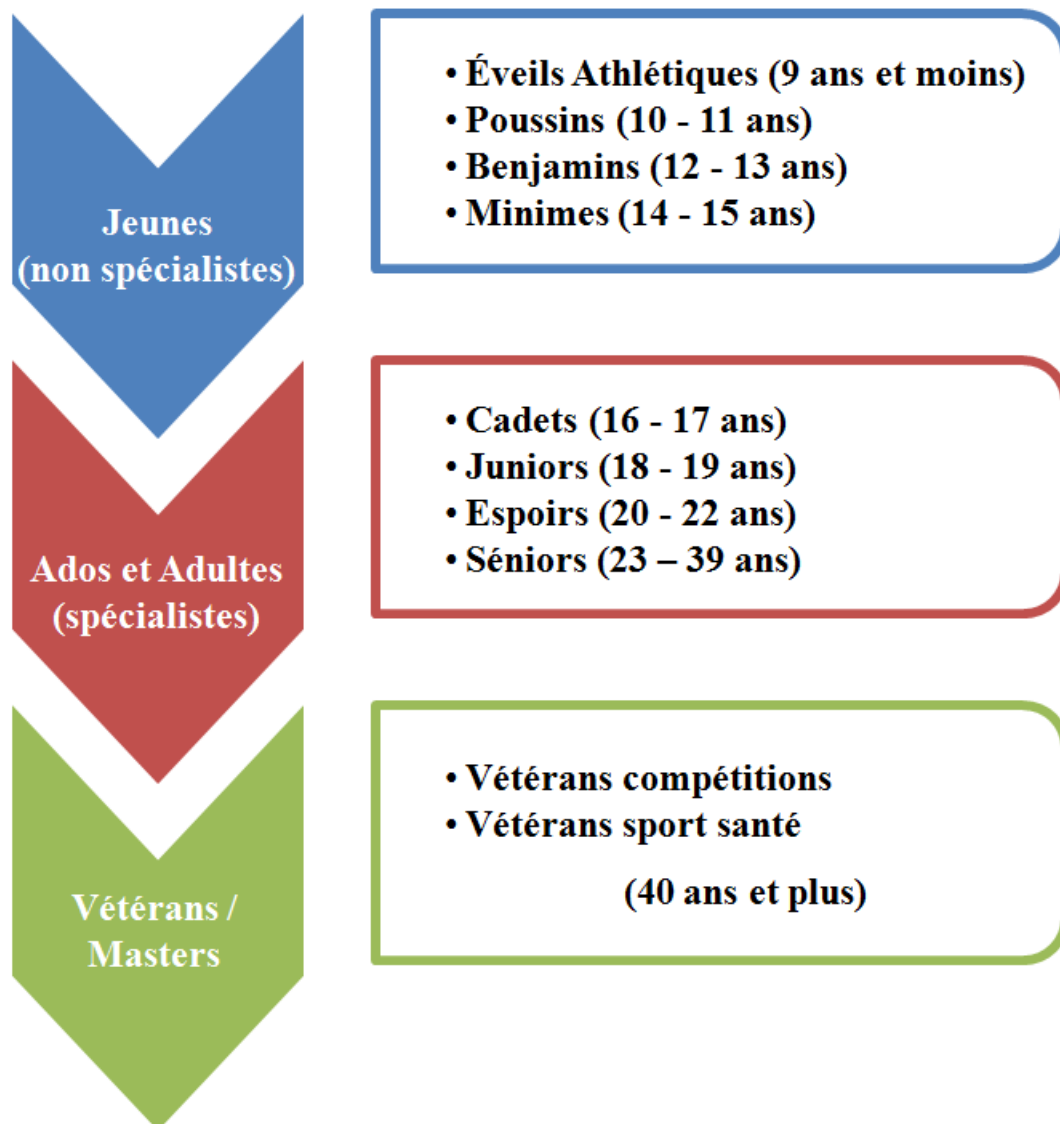 Jeunes
(non spécialistes)
• Éveils Athlétiques (9 ans et moins)
• Poussins (10 - 11 ans)
• Benjamins (12 - 13 ans)
• Minimes (14 - 15 ans)
Ados et Adultes
(spécialistes)
• Cadets (16 - 17 ans)
• Juniors (18 - 19 ans)
• Espoirs (20 - 22 ans)
• Séniors (23 – 39 ans)
Vétérans /
Masters
• Vétérans compétitions
• Vétérans sport santé
(40 ans et plus)